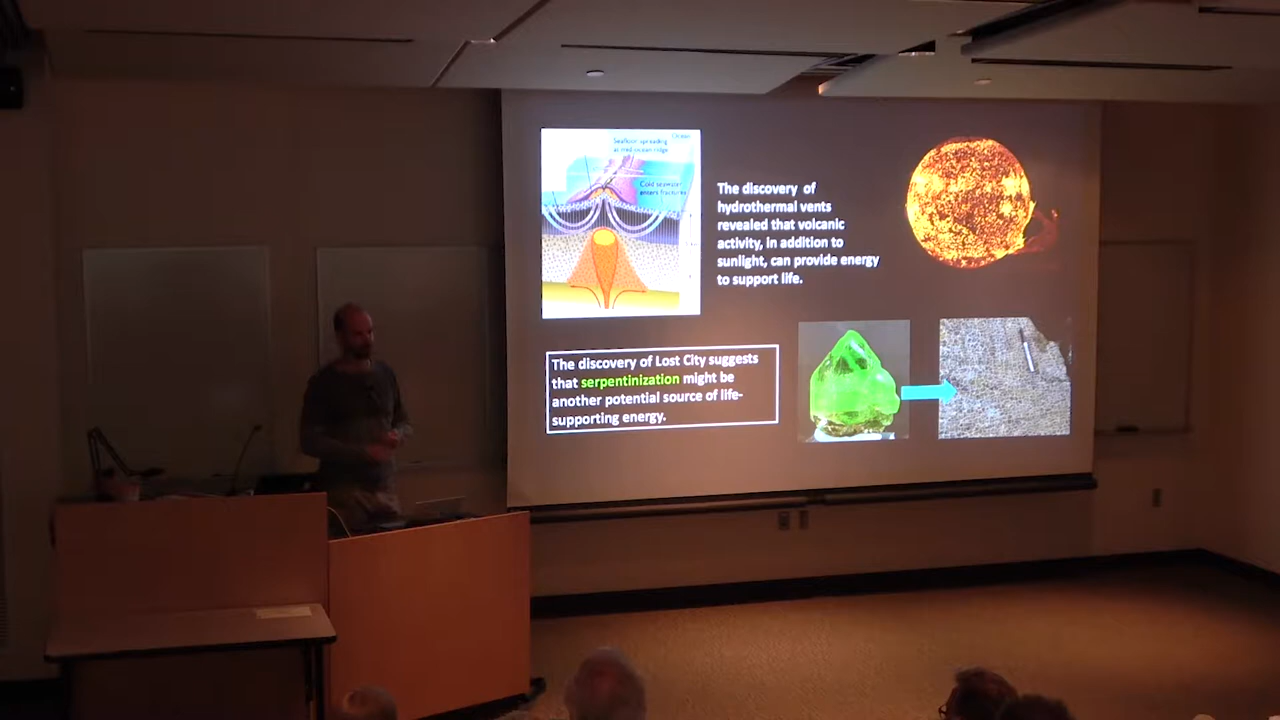 Ocean
Seafloor spreading
as mid-ocean ridge
Cold seawater
enters fractures
The discovery of
hydrothermal vents
revealed that volcanic
activity, in addition to
sunlight, can provide energy
to support life.
The discovery of Lost City suggests
that serpentinization might be
another potential source of life-
supporting energy.